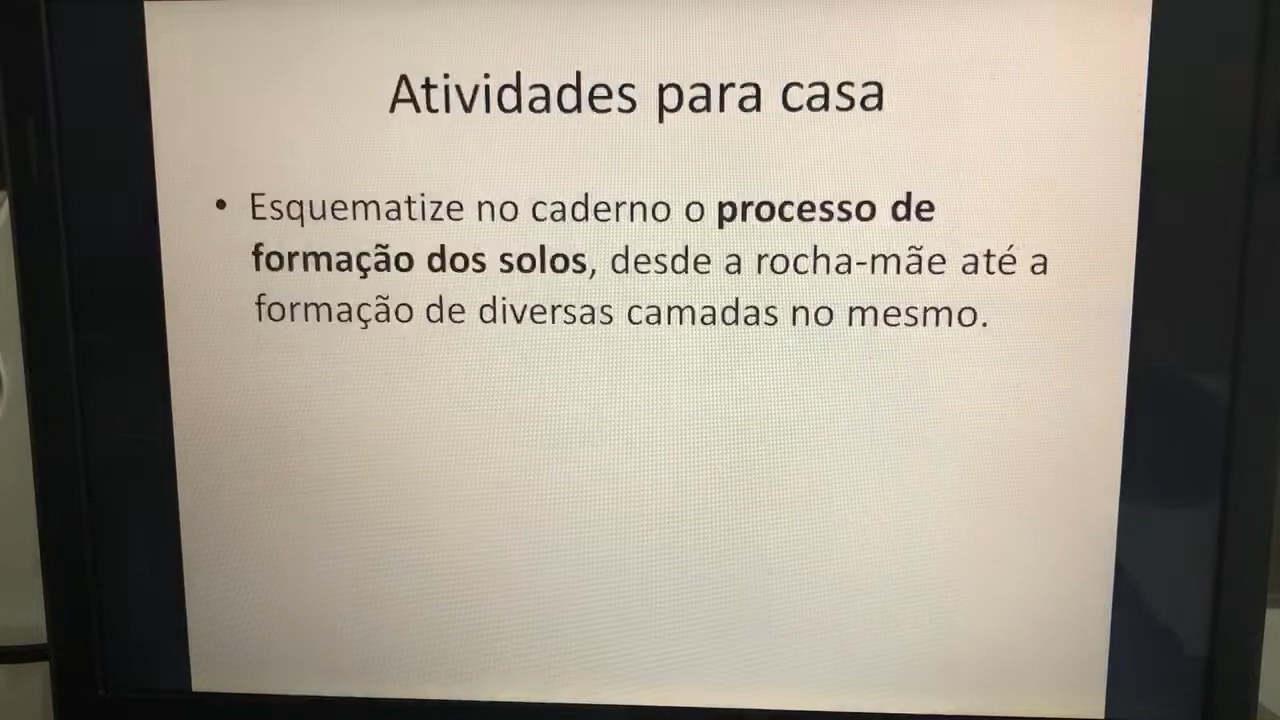 Atividades para casa
• Esquematize no caderno o processo de
formação dos solos, desde a rocha-mãe até a
formação de diversas camadas no mesmo.